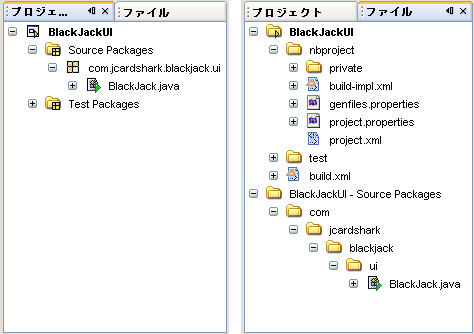 プロジェ... ファイル
BlackJackUI
Source Packages
com.jcardshark.blackjack.ui
BlackJack.java
Test Packages
プロジェクト ファイル
BlackJackUI
nbproject
private
build-impl.xml
genfiles.properties
project.properties
project.xml
test
build.xml
BlackJackUI - Source Packages
com
jcardshark
blackjack
ui
BlackJack.java